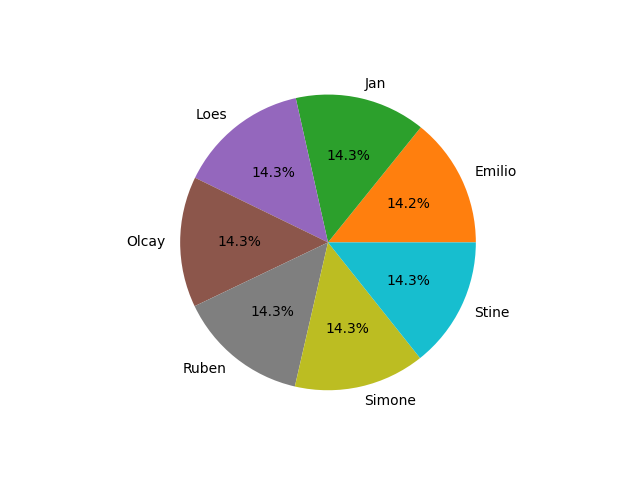 Jan
Loes
Emilio
14.3%
14.3%
14.2%
Olcay
14.3%
14.3%
14.3%
Stine
14.3%
Ruben
Simone